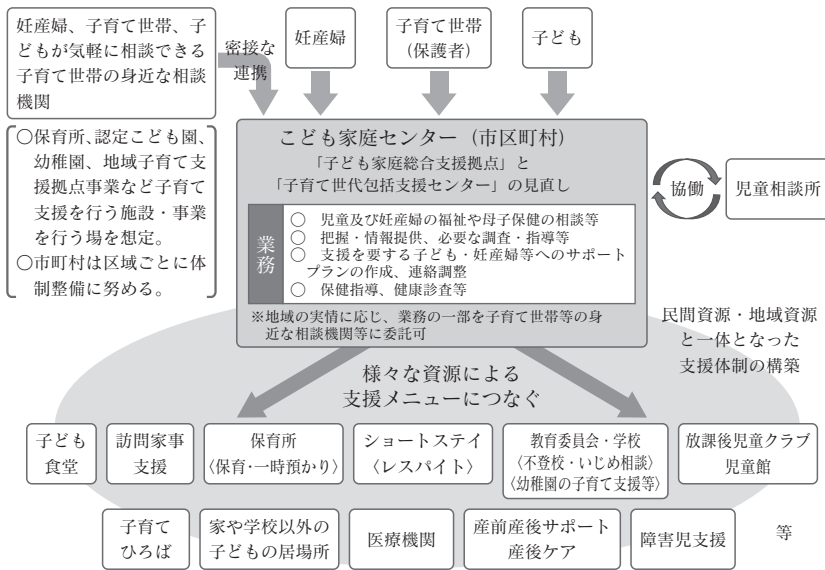 妊産婦、子育て世帯、子
どもが気軽に相談できる
子育て世帯の身近な相談
機関
密接な
連携
妊産婦
子育て世帯
(保護者)
子ども
○保育所、認定こども園、
幼稚園、地域子育て支
援拠点事業など子育て
支援を行う施設・事業
を行う場を想定。
○市町村は区域ごとに体
制整備に努める。
こども家庭センター（市区町村）
「子ども家庭総合支援拠点」と
「子育て世代包括支援センター」の見直し
業務
○ 児童及び妊産婦の福祉や母子保健の相談等
○ 把握・情報提供、必要な調査・指導等
○ 支援を要する子ども・妊産婦等へのサポート
プランの作成、連絡調整
○ 保健指導、健康診査等
※地域の実情に応じ、業務の一部を子育て世帯等の身
近な相談機関等に委託可
協働
児童相談所
民間資源・地域資源
と一体となった
支援体制の構築
様々な資源による
支援メニューにつなぐ
子ども
食堂
訪問家事
支援
保育所
〈保育・一時預かり〉
ショートステイ
〈レスパイト〉
教育委員会・学校
〈不登校・いじめ相談〉
〈幼稚園の子育て支援等〉
放課後児童クラブ
児童館
子育て
ひろば
家や学校以外の
子どもの居場所
医療機関
産前産後サポート
産後ケア
障害児支援
等